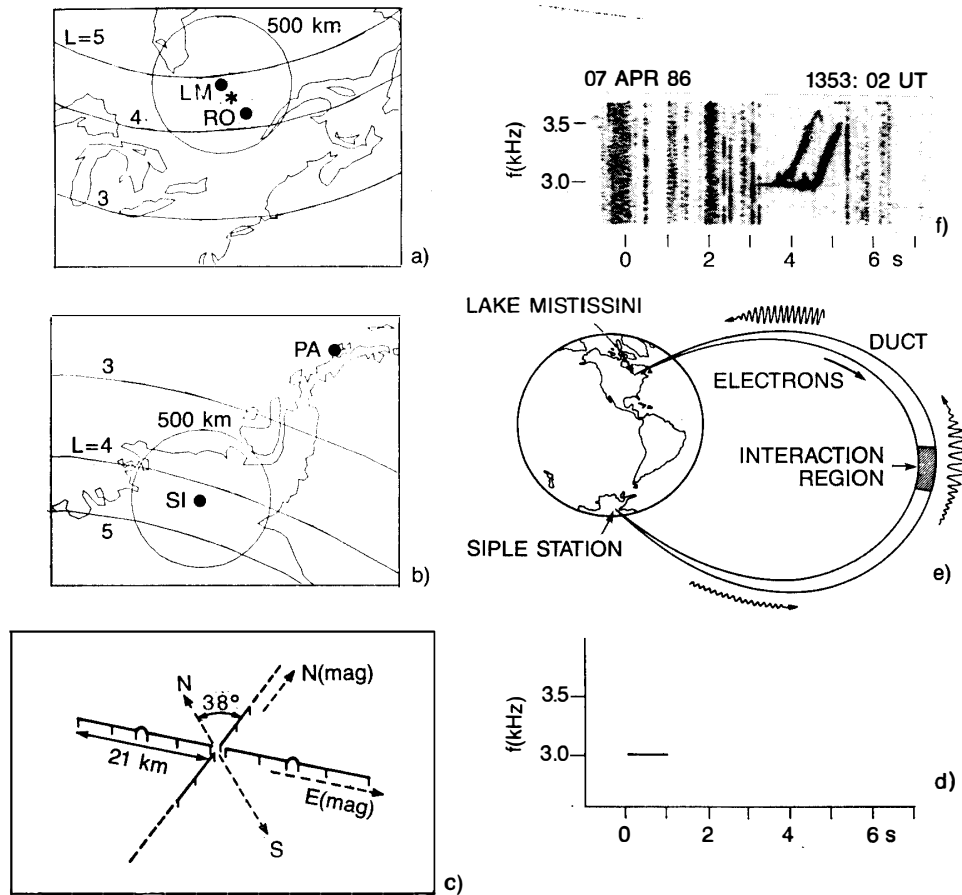 L=5
500 km
LM
*
RO
4
3
a)
3
PA
500 km
L=4
SI
5
b)
N
38°
N(mag)
21 km
E(mag)
S
c)
07 APR 86 1353: 02 UT
f(kHz)
3.5
3.0
0 2 4 6 s
f)
LAKE MISTISSINI
DUCT
ELECTRONS
INTERACTION
REGION
SIPLE STATION
e)
f(kHz)
3.5
3.0
0 2 4 6 s
d)